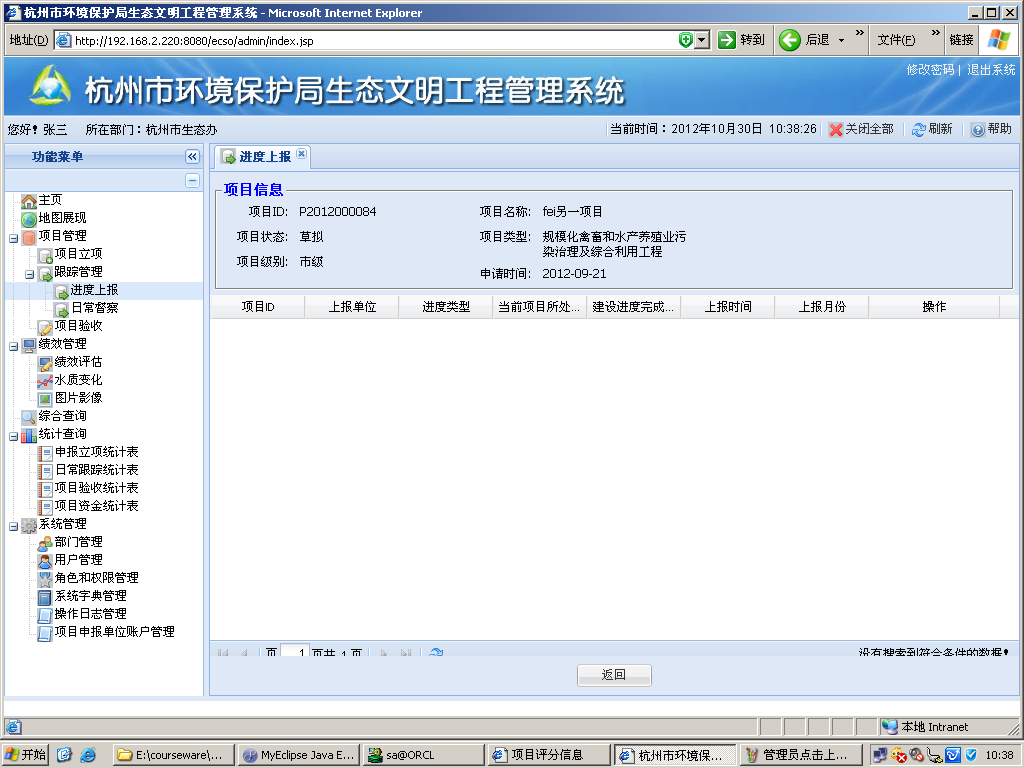 杭州市环境保护局生态文明工程管理系统 - Microsoft Internet Explorer
地址(D) http://192.168.2.220:8080/ecso/admin/index.jsp 转到 后退 文件(F) 链接
杭州市环境保护局生态文明工程管理系统
修改密码 | 退出系统
您好! 张三 所在部门:杭州市生态办 当前时间:2012年10月30日 10:38:26 关闭全部 刷新 帮助
功能菜单
主页
地图展现
项目管理
项目立项
跟踪管理
进度上报
日常督察
项目验收
绩效管理
绩效评估
水质变化
图片影像
综合查询
统计查询
申报立项统计表
日常跟踪统计表
项目验收统计表
项目资金统计表
系统管理
部门管理
用户管理
角色和权限管理
系统字典管理
操作日志管理
项目申报单位账户管理
进度上报
项目信息
项目ID: P2012000084 项目名称: fei另一项目
项目状态: 草拟 项目类型: 规模化禽畜和水产养殖业污
染治理及综合利用工程
项目级别: 市级
申请时间: 2012-09-21
项目ID 上报单位 进度类型 当前项目所处... 建设进度完成... 上报时间 上报月份 操作
页 1 页共 1 页 没有搜索到符合条件的数据!
返回
本地 Intranet
开始 E:\courseware\... MyEclipse Java E... sa@ORCL 项目评分信息 杭州市环境保... 管理员点击上... 10:38